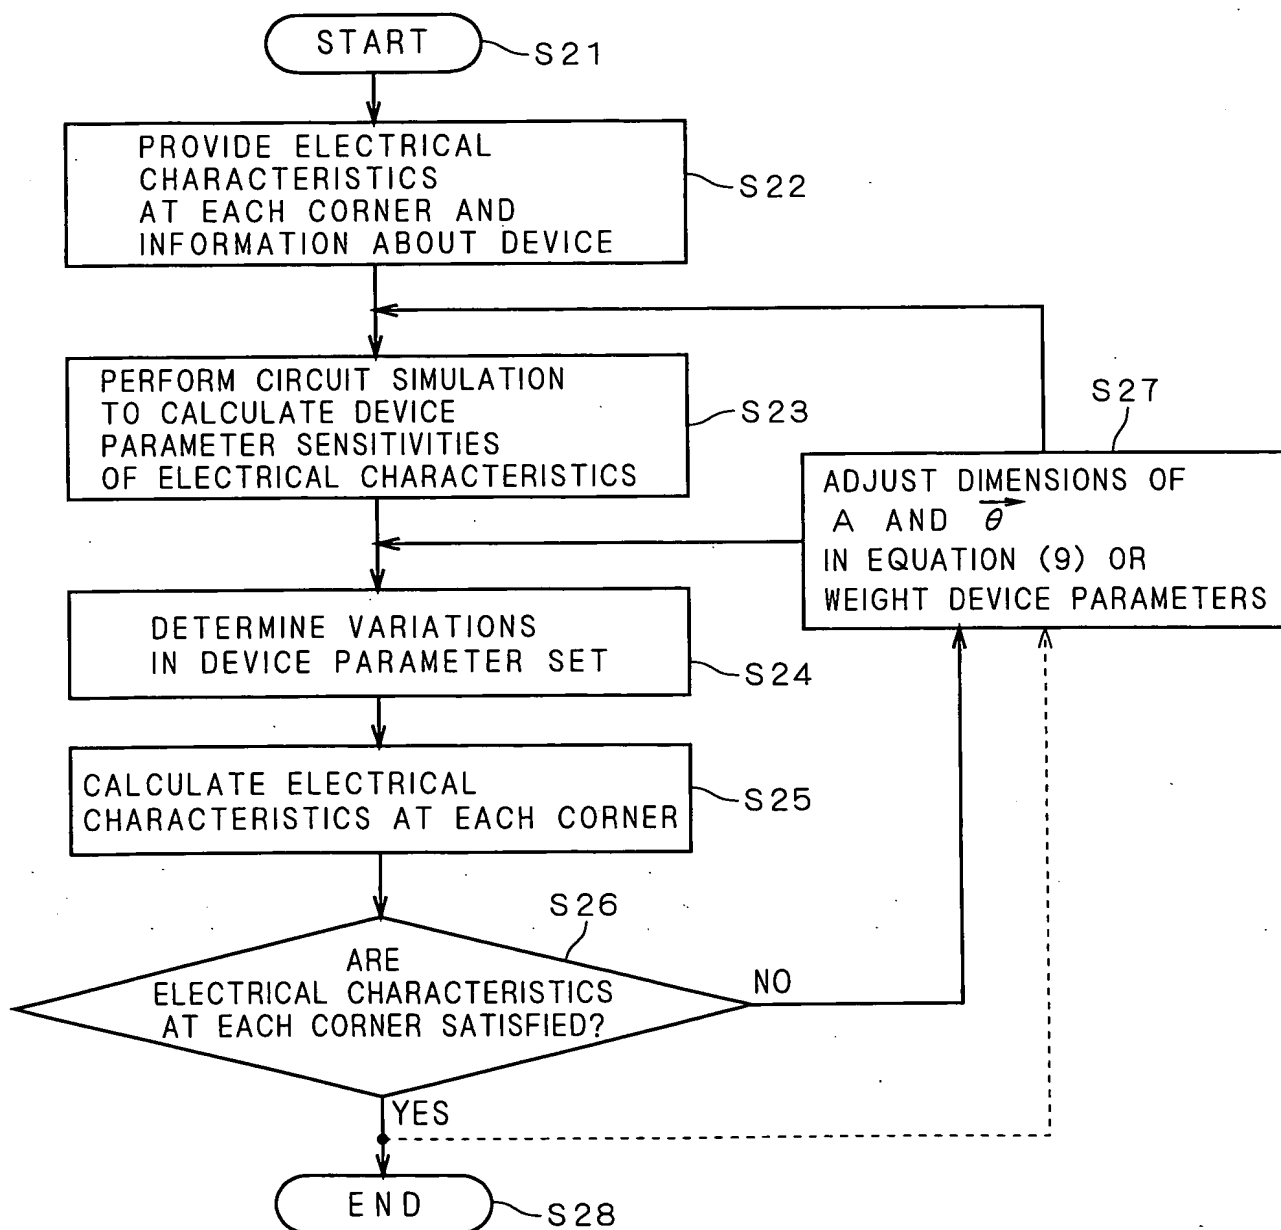 START
S21
PROVIDE ELECTRICAL
CHARACTERISTICS
AT EACH CORNER AND
INFORMATION ABOUT DEVICE
S22
PERFORM CIRCUIT SIMULATION
TO CALCULATE DEVICE
PARAMETER SENSITIVITIES
OF ELECTRICAL CHARACTERISTICS
S23
S27
ADJUST DIMENSIONS OF
A AND \overrightarrow{θ}
IN EQUATION (9) OR
WEIGHT DEVICE PARAMETERS
DETERMINE VARIATIONS
IN DEVICE PARAMETER SET
S24
CALCULATE ELECTRICAL
CHARACTERISTICS AT EACH CORNER
S25
S26
ARE
ELECTRICAL CHARACTERISTICS
AT EACH CORNER SATISFIED?
NO
YES
END
S28